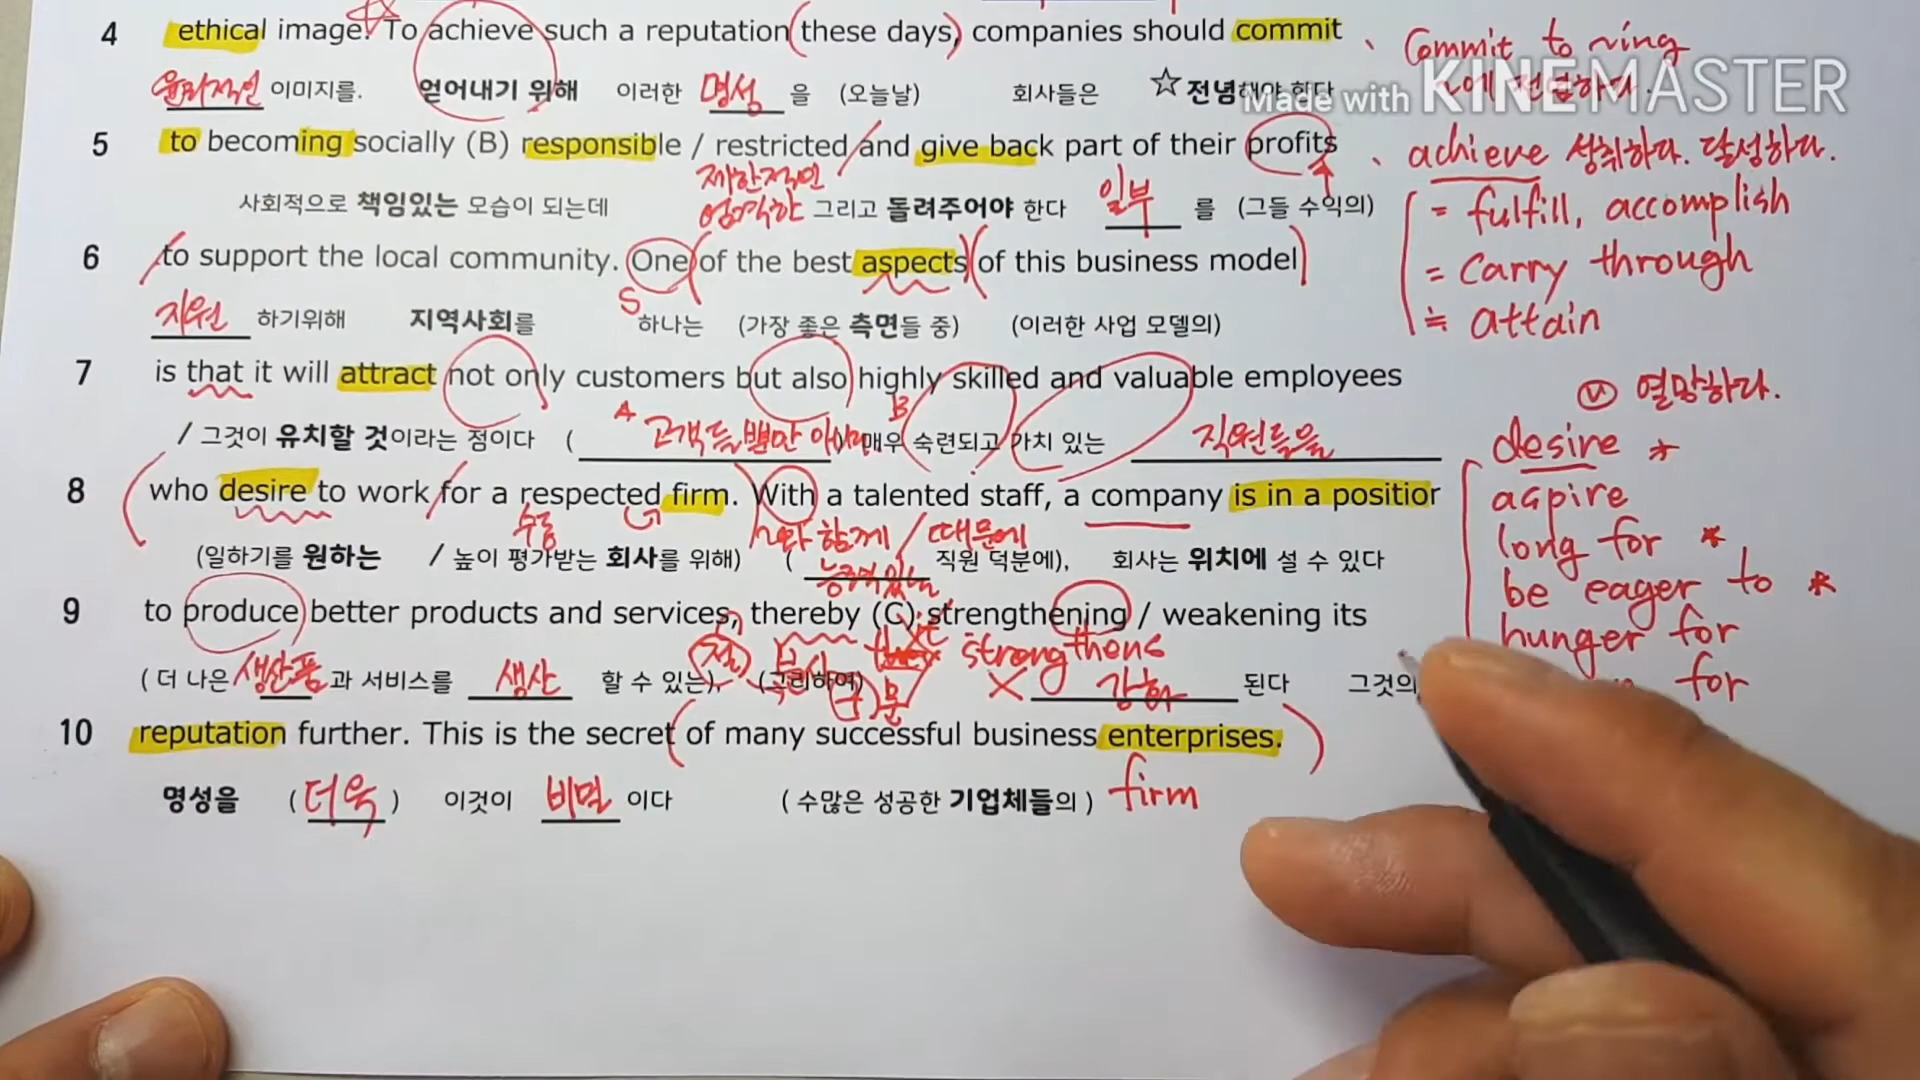 4 ethical image. To achieve such a reputation (these days, ) companies should commit
、 Commit to ~ing
윤리적인 이미지를. 얻어내기 위해 이러한 명성 을 (오늘날) 회사들은 ☆전념해야 한다
Made with KINEMASTER
5 to becoming socially (B) responsible / restricted / and give back part of their profits
、 achieve 성취하다. 달성하다.
제한적인
사회적으로 책임있는 모습이 되는데 엄격한 그리고 돌려주어야 한다 일부 를 (그들 수익의)
= fulfill, accomplish
6 / to support the local community. One (of the best aspects) (of this business model)
= carry through
S
지원 하기위해 지역사회를 하나는 (가장 좋은 측면들 중) (이러한 사업 모델의)
≒ attain
7 is that it will attract not only customers but also highly skilled and valuable employees
ⓥ 열망하다.
A B
/ 그것이 유치할 것이라는 점이다 ( 고객들 뿐만 아니라 매우 숙련되고 가치 있는 직원들을
desire *
8 (who desire to work / for a respected firm.) With a talented staff, a company is in a position
aspire
수동 ~와 함께 / 때문에
long for *
(일하기를 원하는 / 높이 평가받는 회사를 위해) ( 능력있는 직원 덕분에), 회사는 위치에 설 수 있다
be eager to *
9 to produce better products and services, thereby (C) strengthening / weakening its
hunger for
strengthens
(더 나은 생산품 과 서비스를 생산 할 수 있는), (그리하여) X 강화 된다 그것의
for
10 reputation further. This is the secret (of many successful business enterprises.)
명성을 ( 더욱 ) 이것이 비밀 이다 ( 수많은 성공한 기업체들의 ) firm